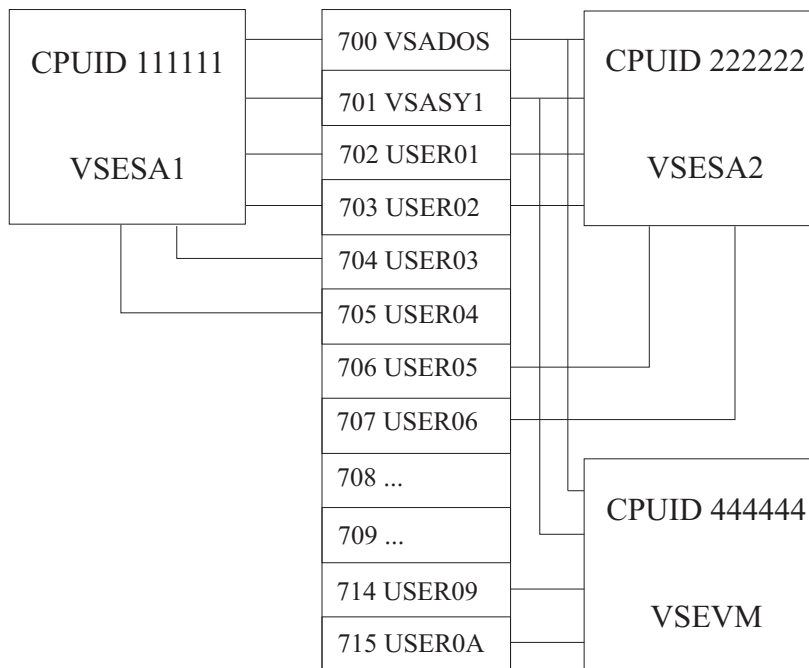 CPUID 111111
VSESA1
700 VSADOS
701 VSASY1
702 USER01
703 USER02
704 USER03
705 USER04
706 USER05
707 USER06
708 ...
709 ...
714 USER09
715 USER0A
CPUID 222222
VSESA2
CPUID 444444
VSEVM